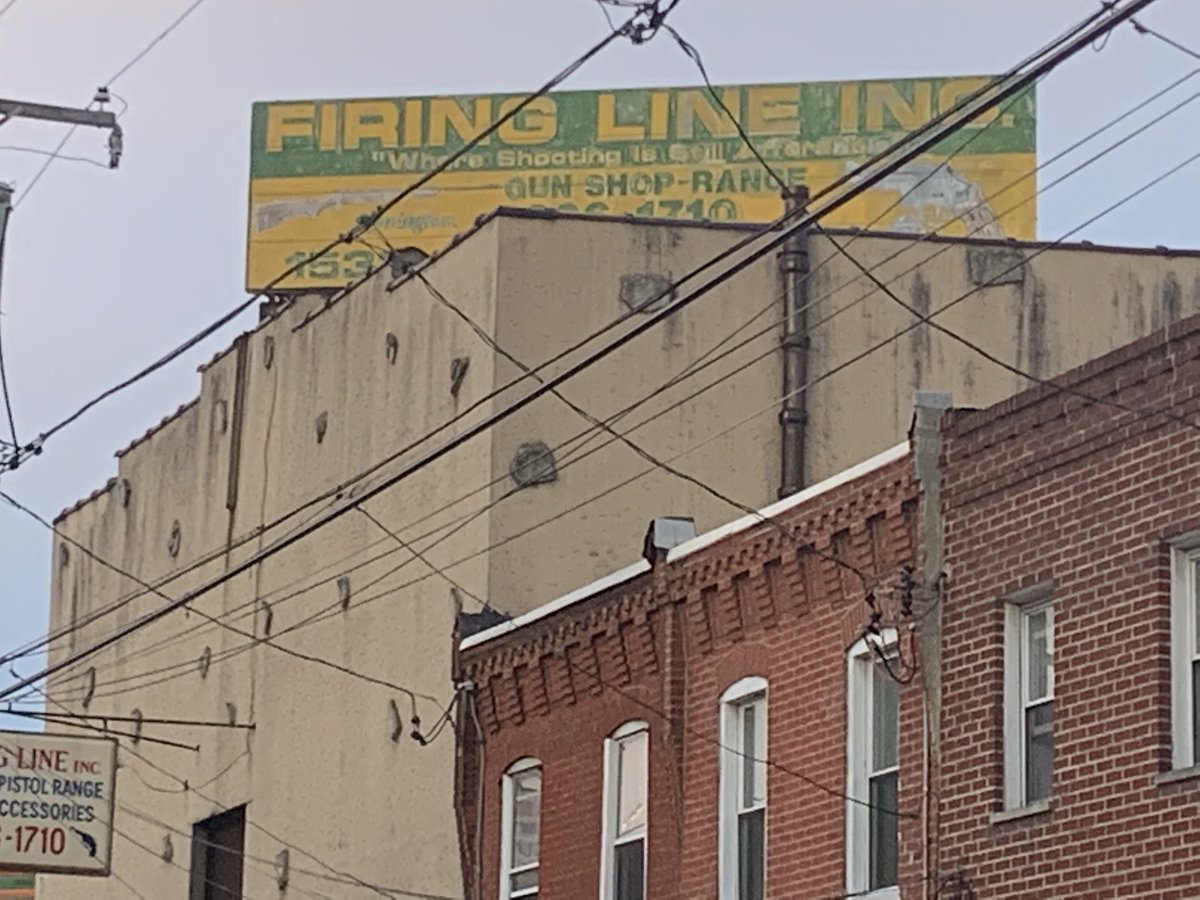 FIRING LINE INC.
"Where Shooting Is Still Affordable
GUN SHOP-RANGE
1710
153
LINE INC.
PISTOL RANGE
CCESSORIES
-1710